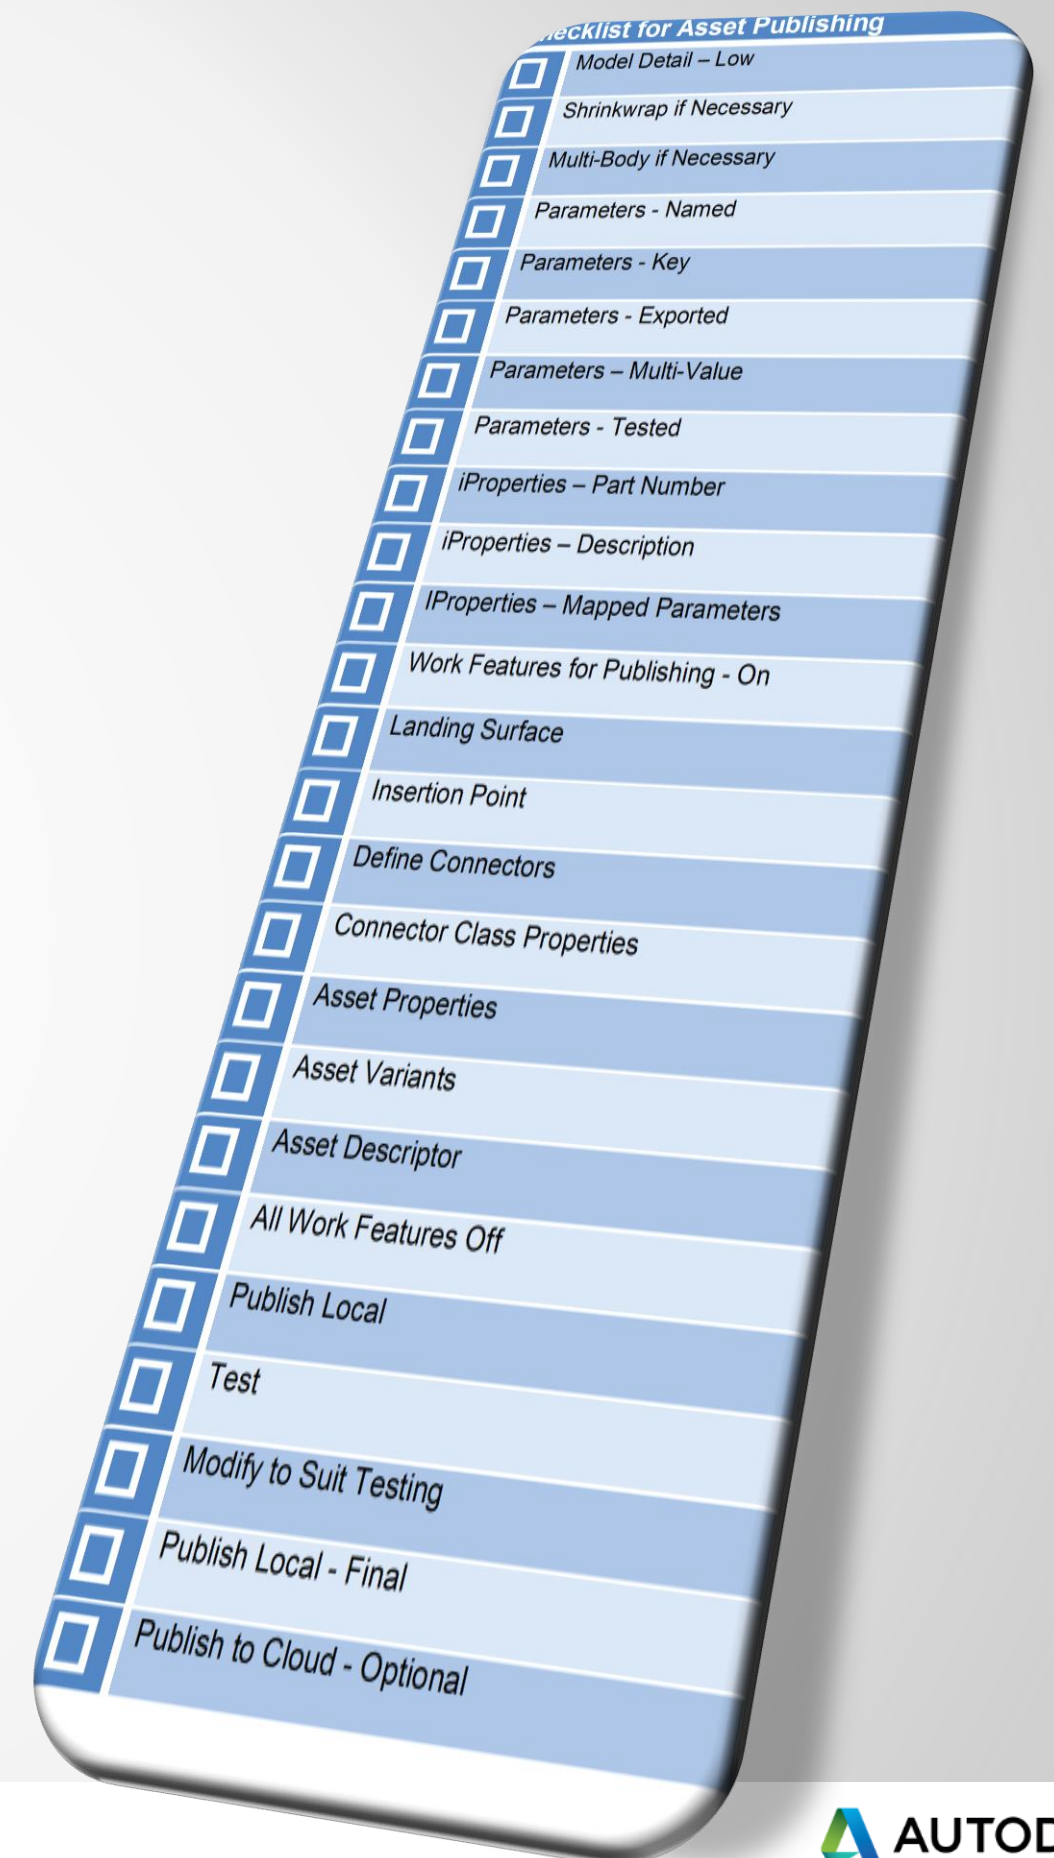 ecklist for Asset Publishing
Model Detail – Low
Shrinkwrap if Necessary
Multi-Body if Necessary
Parameters - Named
Parameters - Key
Parameters - Exported
Parameters – Multi-Value
Parameters - Tested
iProperties – Part Number
iProperties – Description
IProperties – Mapped Parameters
Work Features for Publishing - On
Landing Surface
Insertion Point
Define Connectors
Connector Class Properties
Asset Properties
Asset Variants
Asset Descriptor
All Work Features Off
Publish Local
Test
Modify to Suit Testing
Publish Local - Final
Publish to Cloud - Optional
AUTOD